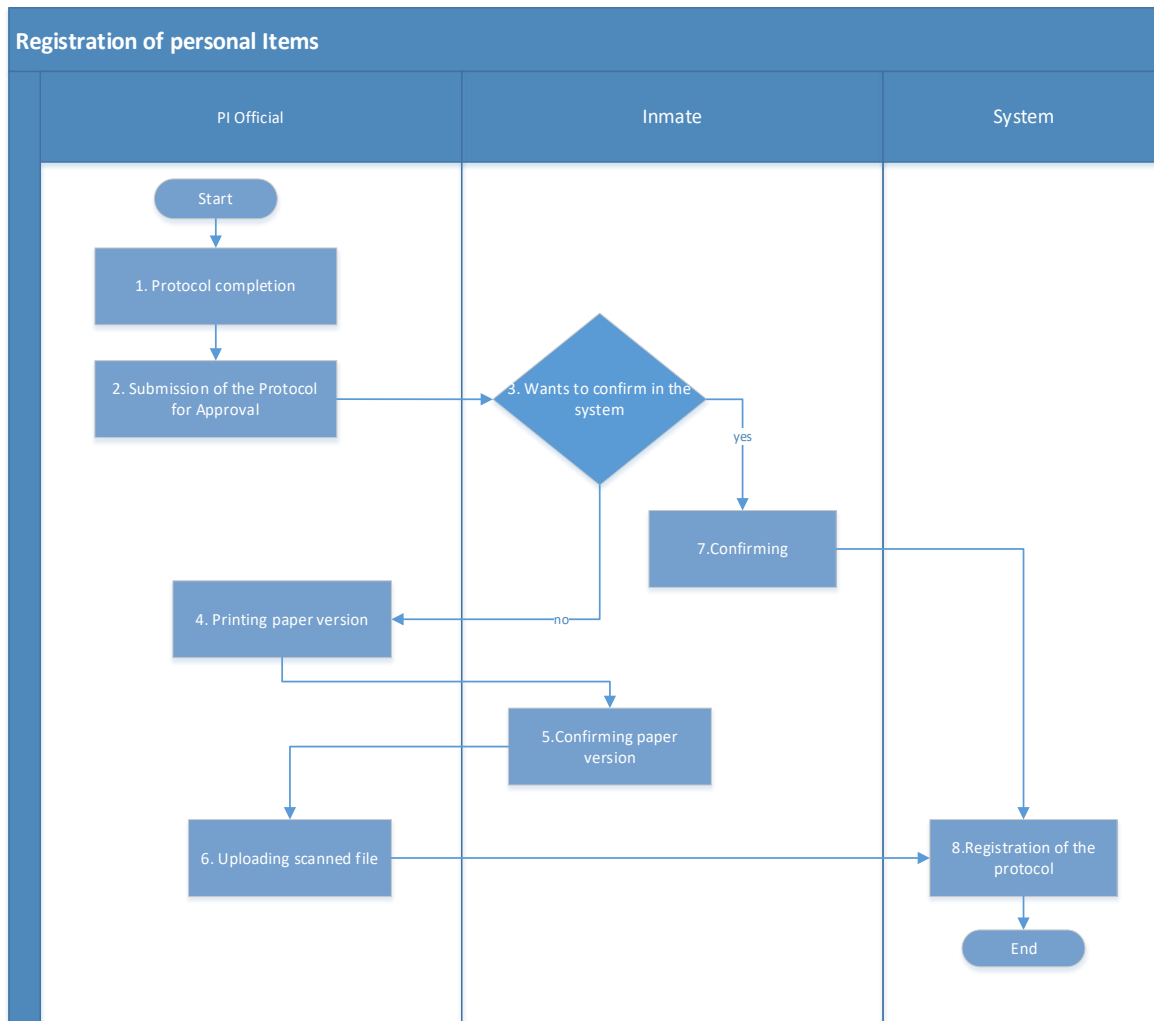 Registration of personal Items
PI Official
Inmate
System
Start
1. Protocol completion
2. Submission of the Protocol
for Approval
3. Wants to confirm in the
system
yes
7.Confirming
4. Printing paper version
no
5.Confirming paper
version
6. Uploading scanned file
8.Registration of the
protocol
End